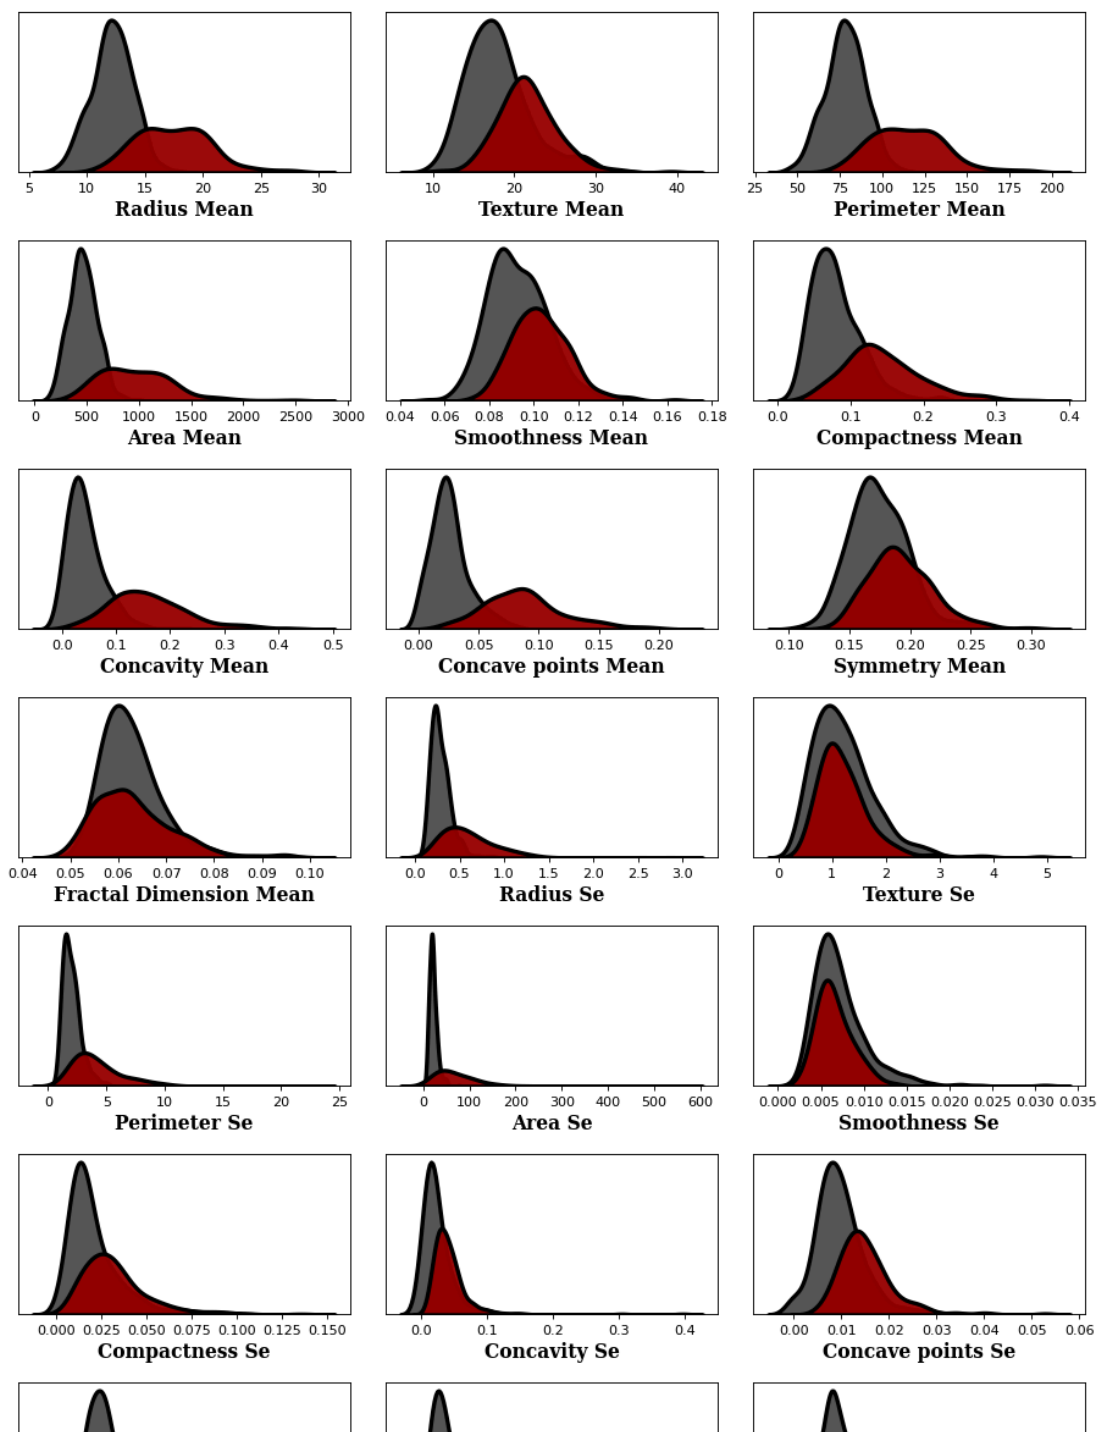 5 10 15 20 25 30
Radius Mean
10 20 30 40
Texture Mean
25 50 75 100 125 150 175 200
Perimeter Mean
0 500 1000 1500 2000 2500 3000
Area Mean
0.04 0.06 0.08 0.10 0.12 0.14 0.16 0.18
Smoothness Mean
0.0 0.1 0.2 0.3 0.4
Compactness Mean
0.0 0.1 0.2 0.3 0.4 0.5
Concavity Mean
0.00 0.05 0.10 0.15 0.20
Concave points Mean
0.10 0.15 0.20 0.25 0.30
Symmetry Mean
0.04 0.05 0.06 0.07 0.08 0.09 0.10
Fractal Dimension Mean
0.0 0.5 1.0 1.5 2.0 2.5 3.0
Radius Se
0 1 2 3 4 5
Texture Se
0 5 10 15 20 25
Perimeter Se
0 100 200 300 400 500 600
Area Se
0.000 0.005 0.010 0.015 0.020 0.025 0.030 0.035
Smoothness Se
0.000 0.025 0.050 0.075 0.100 0.125 0.150
Compactness Se
0.0 0.1 0.2 0.3 0.4
Concavity Se
0.00 0.01 0.02 0.03 0.04 0.05 0.06
Concave points Se